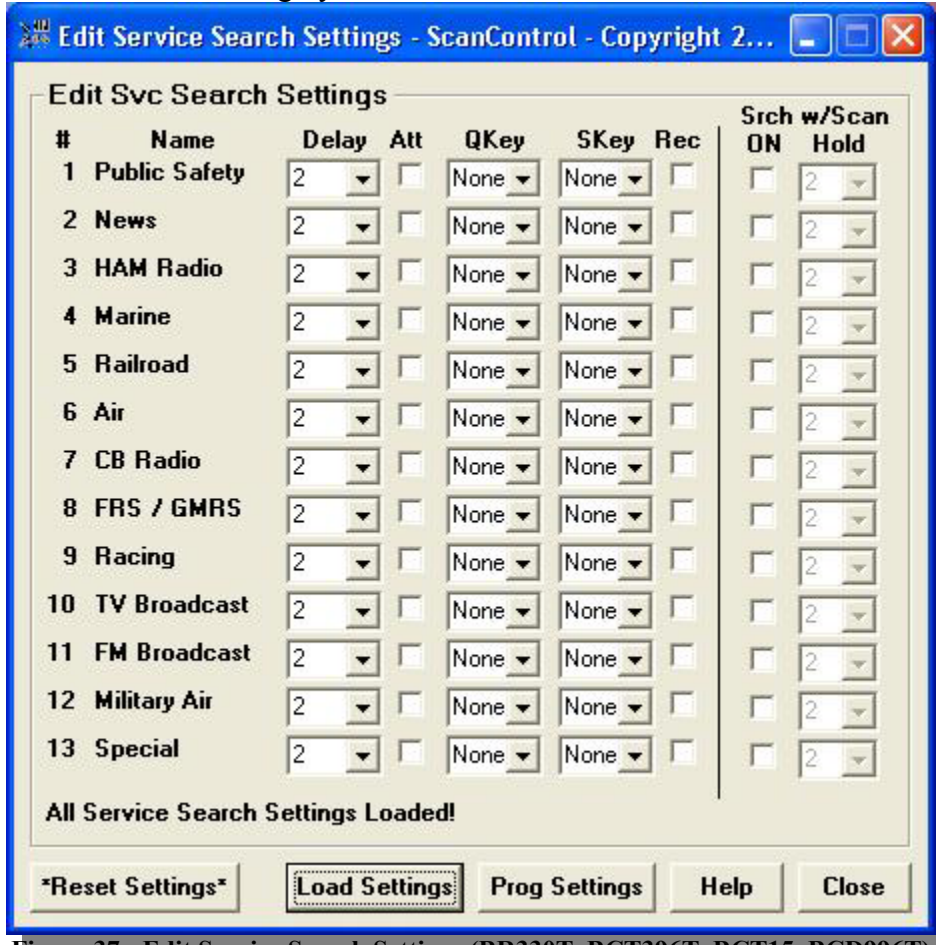 Edit Service Search Settings - ScanControl - Copyright 2...
Edit Svc Search Settings
Srch w/Scan
# Name Delay Att QKey SKey Rec ON Hold
1 Public Safety 2 None None 2
2 News 2 None None 2
3 HAM Radio 2 None None 2
4 Marine 2 None None 2
5 Railroad 2 None None 2
6 Air 2 None None 2
7 CB Radio 2 None None 2
8 FRS / GMRS 2 None None 2
9 Racing 2 None None 2
10 TV Broadcast 2 None None 2
11 FM Broadcast 2 None None 2
12 Military Air 2 None None 2
13 Special 2 None None 2
All Service Search Settings Loaded!
*Reset Settings* Load Settings Prog Settings Help Close
Edit Service Search Settings